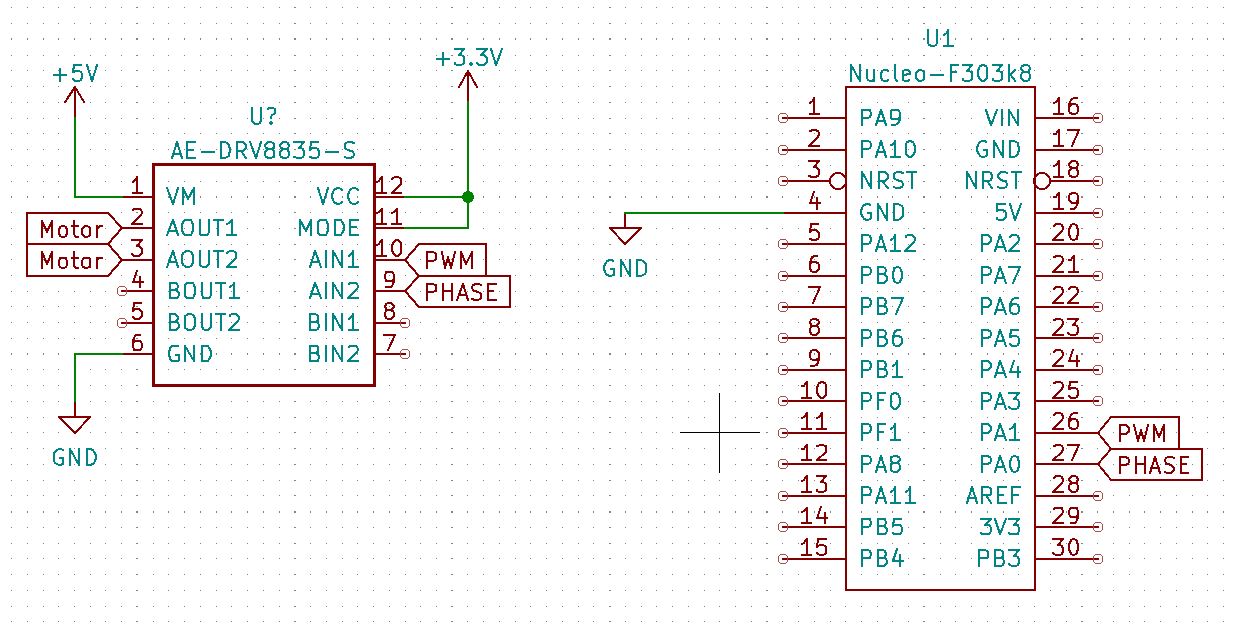 +5V
+3.3V
U?
AE-DRV8835-S
1 VM VCC 12
Motor 2 AOUT1 MODE 11
Motor 3 AOUT2 AIN1 10 PWM
4 BOUT1 AIN2 9 PHASE
5 BOUT2 BIN1 8
6 GND BIN2 7
GND
U1
Nucleo-F303k8
1 PA9 VIN 16
2 PA10 GND 17
3 NRST NRST 18
4 GND 5V 19
GND
5 PA12 PA2 20
6 PB0 PA7 21
7 PB7 PA6 22
8 PB6 PA5 23
9 PB1 PA4 24
10 PF0 PA3 25
11 PF1 PA1 26 PWM
12 PA8 PA0 27 PHASE
13 PA11 AREF 28
14 PB5 3V3 29
15 PB4 PB3 30